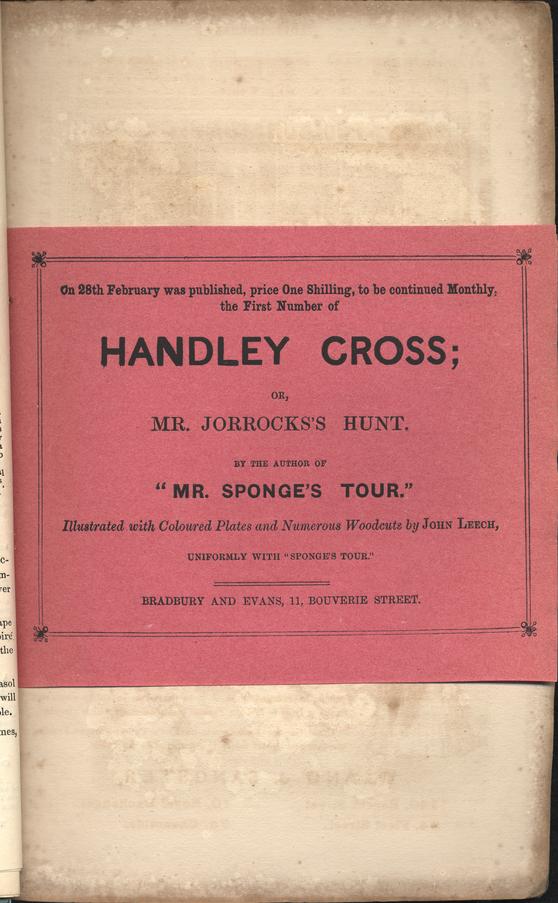 On 28th February was published, price One Shilling, to be continued Monthly,
the First Number of
HANDLEY CROSS;
OR,
MR. JORROCKS'S HUNT.
BY THE AUTHOR OF
"MR. SPONGE'S TOUR."
Illustrated with Coloured Plates and Numerous Woodcuts by JOHN LEECH,
UNIFORMLY WITH "SPONGE'S TOUR."
BRADBURY AND EVANS, 11, BOUVERIE STREET.
the
will